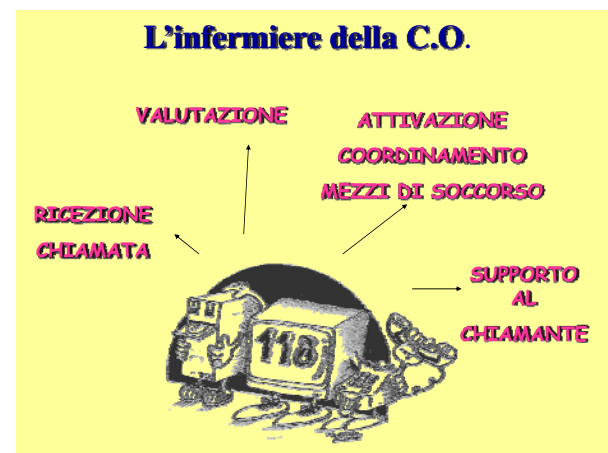 L'infermiere della C.O.
VALUTAZIONE
ATTIVAZIONE
COORDINAMENTO
MEZZI DI SOCCORSO
RICEZIONE
CHIAMATA
SUPPORTO
AL
CHIAMANTE
118